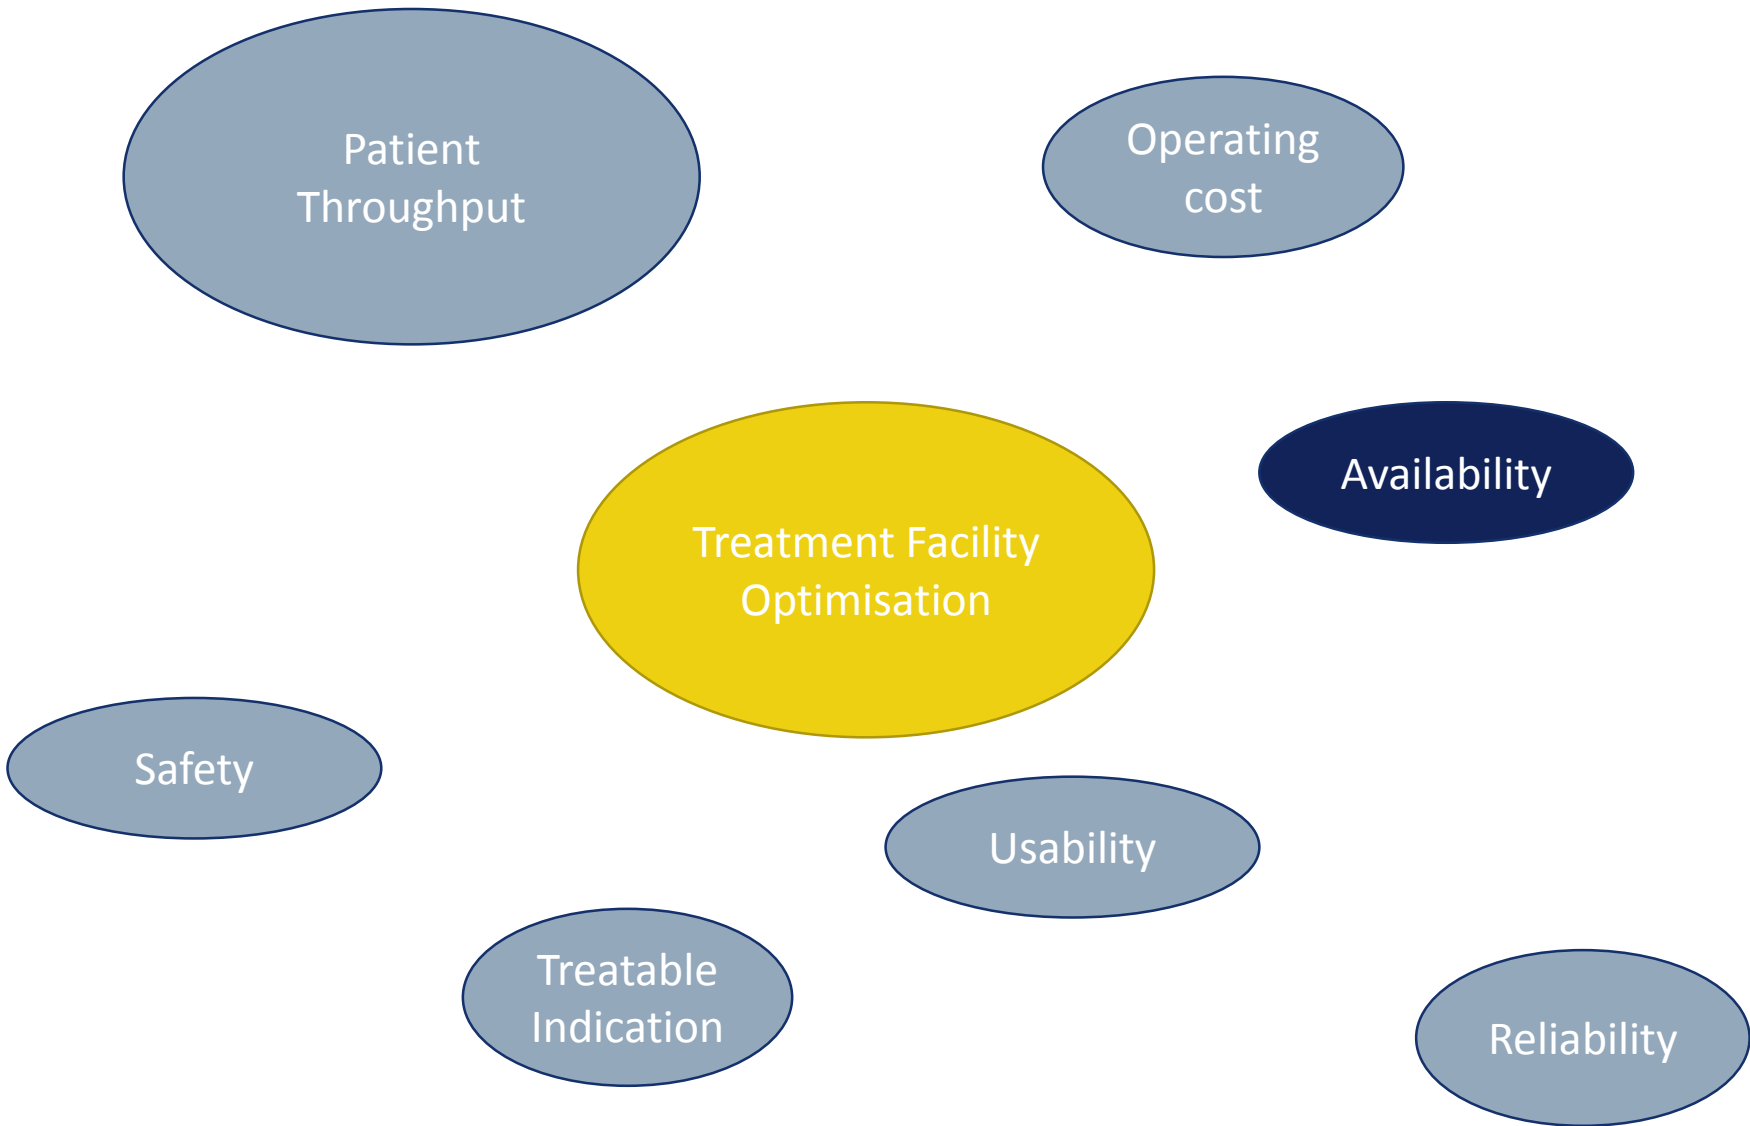 Patient
Throughput
Operating
cost
Availability
Treatment Facility
Optimisation
Safety
Usability
Treatable
Indication
Reliability